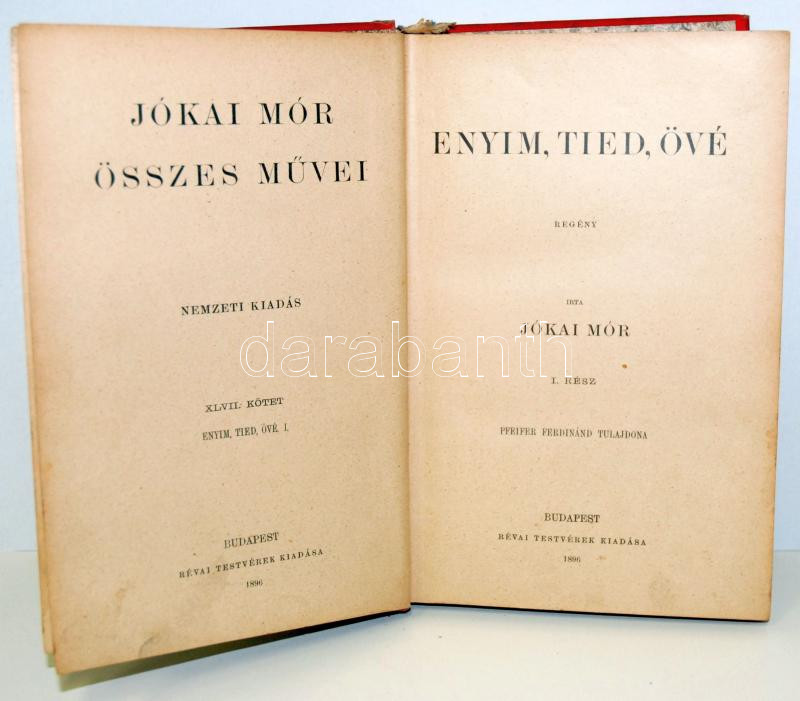 JÓKAI MÓR
ÖSSZES MŰVEI
NEMZETI KIADÁS
XLVII. KÖTET
ENYIM, TIED, ÖVÉ. I.
BUDAPEST
RÉVAI TESTVÉREK KIADÁSA
1896
ENYIM, TIED, ÖVÉ
REGÉNY
IRTA
JÓKAI MÓR
I. RÉSZ
PFEIFER FERDINÁND TULAJDONA
BUDAPEST
RÉVAI TESTVÉREK KIADÁSA
1896
darabanth